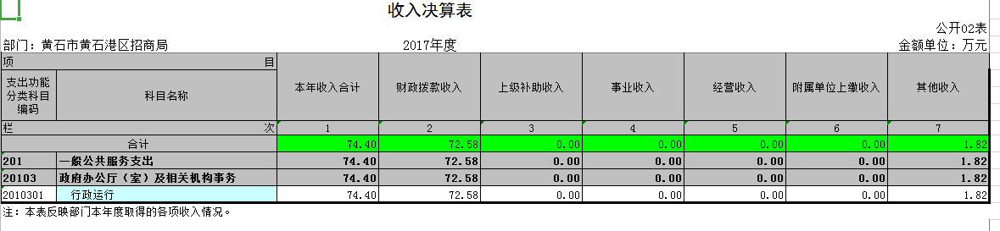 收入决算表
公开02表
部门：黄石市黄石港区招商局 2017年度 金额单位：万元
项 目 本年收入合计 财政拨款收入 上级补助收入 事业收入 经营收入 附属单位上缴收入 其他收入
支出功能分类科目编码 科目名称
栏 次 1 2 3 4 5 6 7
合计 74.40 72.58 0.00 0.00 0.00 0.00 1.82
201 一般公共服务支出 74.40 72.58 0.00 0.00 0.00 0.00 1.82
20103 政府办公厅（室）及相关机构事务 74.40 72.58 0.00 0.00 0.00 0.00 1.82
2010301 行政运行 74.40 72.58 0.00 0.00 0.00 0.00 1.82
注：本表反映部门本年度取得的各项收入情况。